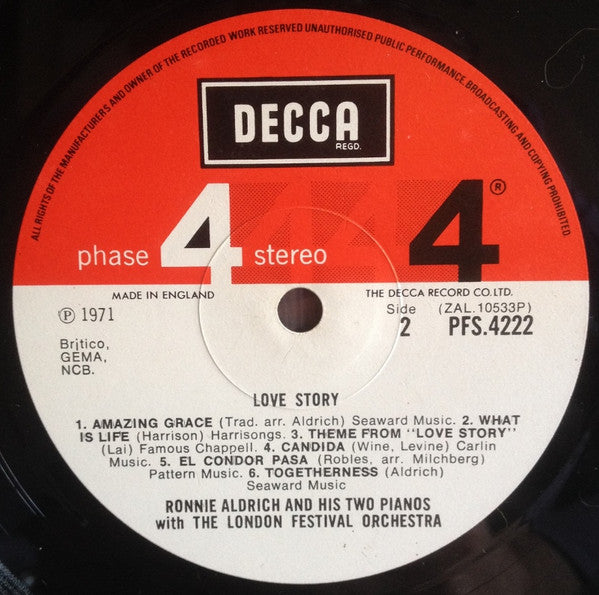 ALL RIGHTS OF THE MANUFACTURERS AND OWNER OF THE RECORDED WORK RESERVED UNAUTHORISED PUBLIC PERFORMANCE BROADCASTING AND COPYING PROHIBITED
DECCA
REGD.
phase 4 stereo 4 4 4®
MADE IN ENGLAND THE DECCA RECORD CO. LTD.
Ⓟ 1971 Side 2 (ZAL.10533P)
PFS.4222
Britico,
GEMA,
NCB.
LOVE STORY
1. AMAZING GRACE (Trad. arr. Aldrich) Seaward Music. 2. WHAT
IS LIFE (Harrison) Harrisongs. 3. THEME FROM "LOVE STORY"
(Lai) Famous Chappell. 4. CANDIDA (Wine, Levine) Carlin
Music. 5. EL CONDOR PASA (Robles, arr. Milchberg)
Pattern Music. 6. TOGETHERNESS (Aldrich)
Seaward Music
RONNIE ALDRICH AND HIS TWO PIANOS
with THE LONDON FESTIVAL ORCHESTRA